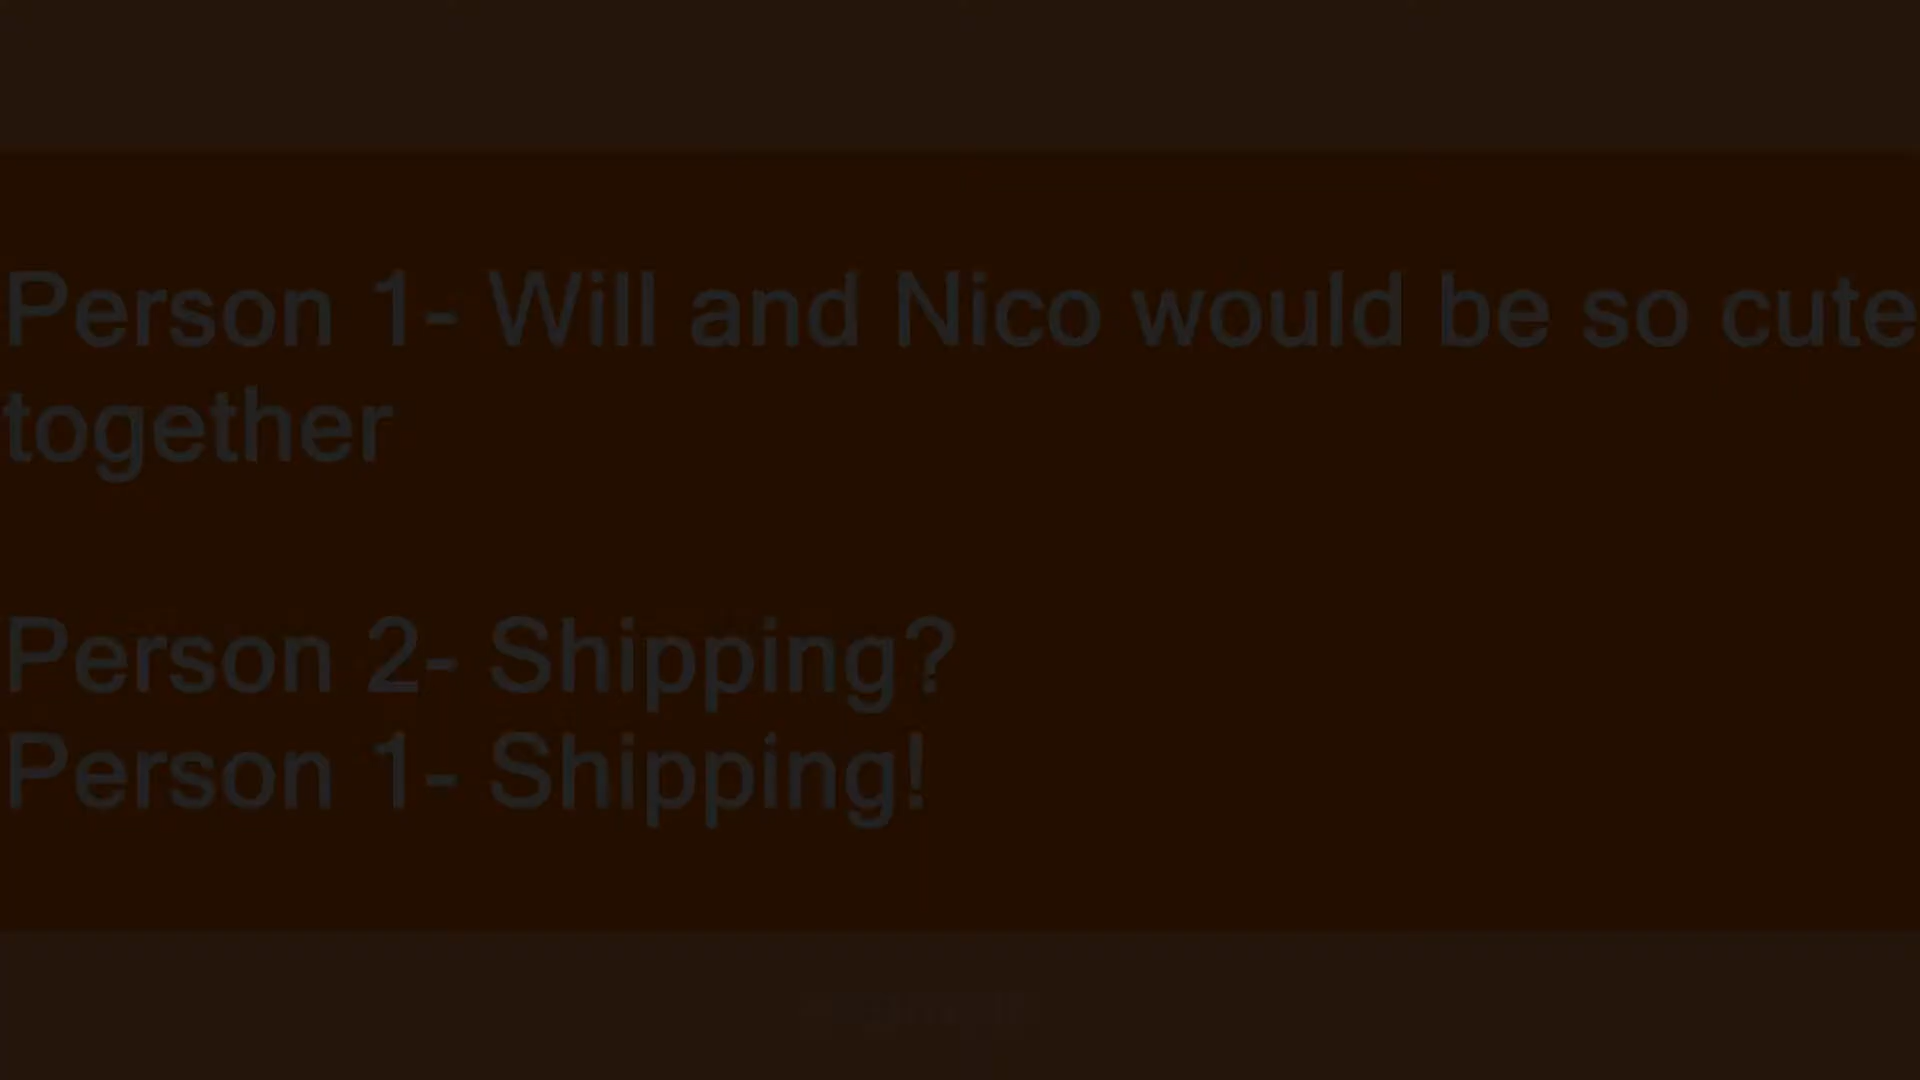 Person 1- Will and Nico would be so cute
together
Person 2- Shipping?
Person 1- Shipping!